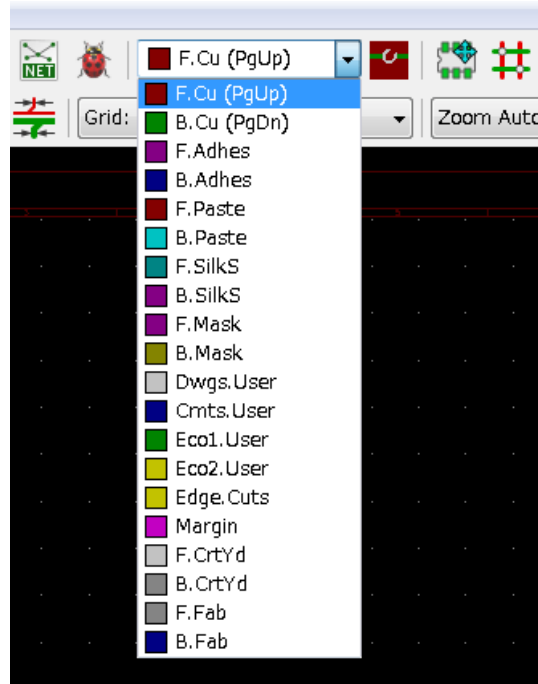 NET
F.Cu (PgUp)
Grid:
Zoom Auto
F.Cu (PgUp)
B.Cu (PgDn)
F.Adhes
B.Adhes
F.Paste
B.Paste
F.SilkS
B.SilkS
F.Mask
B.Mask
Dwgs.User
Cmts.User
Eco1.User
Eco2.User
Edge.Cuts
Margin
F.CrtYd
B.CrtYd
F.Fab
B.Fab